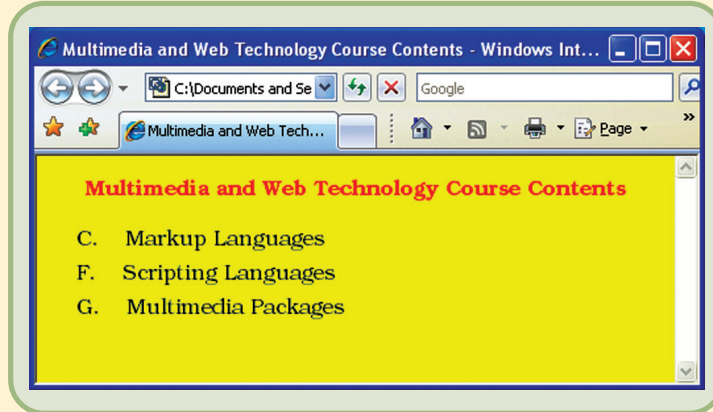 Multimedia and Web Technology Course Contents - Windows Int...
C:\Documents and Se
Google
Multimedia and Web Tech...
Page
Multimedia and Web Technology Course Contents
C. Markup Languages
F. Scripting Languages
G. Multimedia Packages